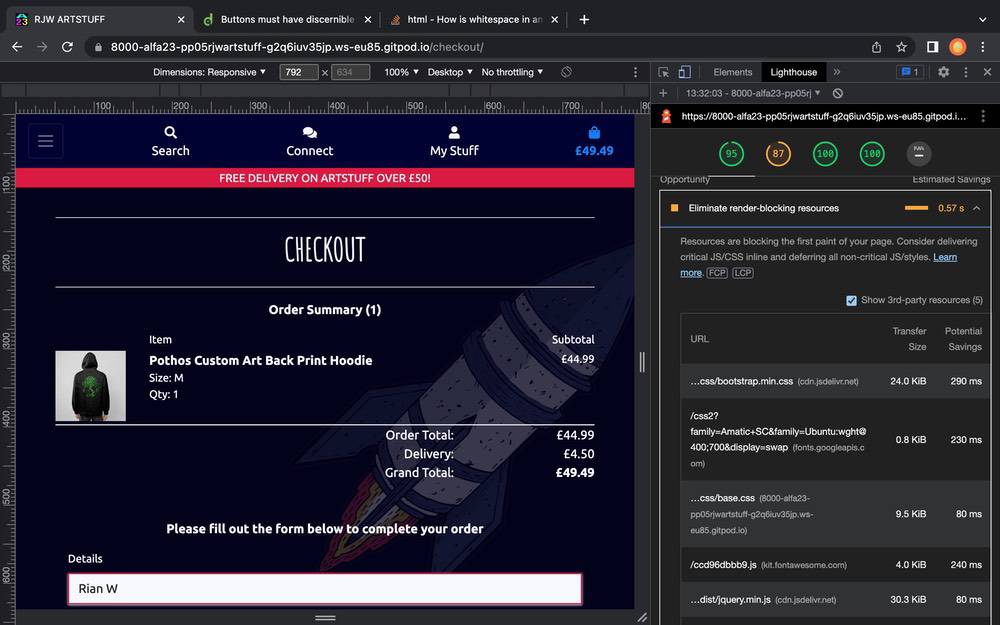 RJW ARTSTUFF
Buttons must have discernible
html - How is whitespace in an
8000-alfa23-pp05rjwartstuff-g2q6iuv35jp.ws-eu85.gitpod.io/checkout/
Dimensions: Responsive 792 × 634 100% Desktop No throttling
Elements Lighthouse » 1
13:32:03 - 8000-alfa23-pp05rj
https://8000-alfa23-pp05rjwartstuff-g2q6iuv35jp.ws-eu85.gitpod.i...
100 200 300 400 500 600 700 80
100
200
300
400
500
600
Search
Connect
My Stuff
£49.49
FREE DELIVERY ON ARTSTUFF OVER £50!
CHECKOUT
Order Summary (1)
Item Subtotal
Pothos Custom Art Back Print Hoodie £44.99
Size: M
Qty: 1
Order Total: £44.99
Delivery: £4.50
Grand Total: £49.49
Please fill out the form below to complete your order
Details
Rian W
95 87 100 100
Opportunity Estimated Savings
Eliminate render-blocking resources 0.57 s
Resources are blocking the first paint of your page. Consider delivering
critical JS/CSS inline and deferring all non-critical JS/styles. Learn
more. FCP LCP
Show 3rd-party resources (5)
URL Transfer Size Potential Savings
...css/bootstrap.min.css (cdn.jsdelivr.net) 24.0 KiB 290 ms
/css2?
family=Amatic+SC&family=Ubuntu:wght@
400;700&display=swap (fonts.googleapis.c
om) 0.8 KiB 230 ms
...css/base.css (8000-alfa23-
pp05rjwartstuff-g2q6iuv35jp.ws-
eu85.gitpod.io) 9.5 KiB 80 ms
/ccd96dbbb9.js (kit.fontawesome.com) 4.0 KiB 240 ms
...dist/jquery.min.js (cdn.jsdelivr.net) 30.3 KiB 80 ms